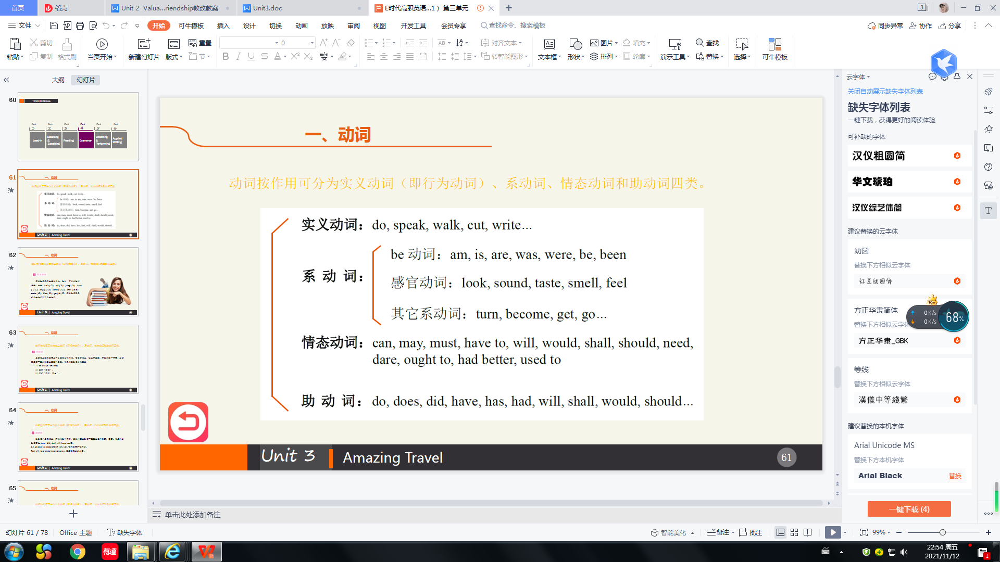 首页
稻壳
Unit 2 Valua...riendship教改教案
Unit3.doc
E时代高职英语...1） 第三单元
3
文件
开始
可牛模板
插入
设计
切换
动画
放映
审阅
视图
开发工具
会员专享
查找命令、搜索模板
同步异常
协作
分享
粘贴
剪切
复制
格式刷
当页开始
新建幻灯片
版式
重置
节
0
对齐文本
转智能图形
文本框
形状
图片
排列
填充
轮廓
演示工具
查找
替换
选择
可牛模板
大纲
幻灯片
60
TRANSITION PAGE
Part 1
Part 2
Part 3
Part 4
Part 5
Part 6
Lead-in
Listening & Speaking
Reading
Grammar
Watching & Performing
Applied Writing
61
62
63
64
65
Unit 3 Amazing Travel
一、动词
动词按作用可分为实义动词（即行为动词）、系动词、情态动词和助动词四类。
实义动词：do, speak, walk, cut, write...
系 动 词：
be 动词：am, is, are, was, were, be, been
感官动词：look, sound, taste, smell, feel
其它系动词：turn, become, get, go...
情态动词：can, may, must, have to, will, would, shall, should, need,
dare, ought to, had better, used to
助 动 词：do, does, did, have, has, had, will, shall, would, should...
Unit 3
Amazing Travel
61
单击此处添加备注
云字体
关闭自动展示缺失字体列表
缺失字体列表
一键下载，获得更好的阅读体验
可补缺的字体
汉仪粗圆简
华文琥珀
汉仪综艺体简
建议替换的云字体
幼圆
替换下方相似云字体
红豆幼圆体
方正华隶简体
替换下方相似云字体
方正华隶_GBK
等线
替换下方相似云字体
漢儀中等綫繁
建议替换的本机字体
Arial Unicode MS
替换下方本机字体
Arial Black
替换
一键下载 (4)
VIP
0K/s
0K/s
68%
幻灯片 61 / 78
Office 主题
缺失字体
智能美化
备注
批注
99%
有道
22:54 周五
2021/11/12
1